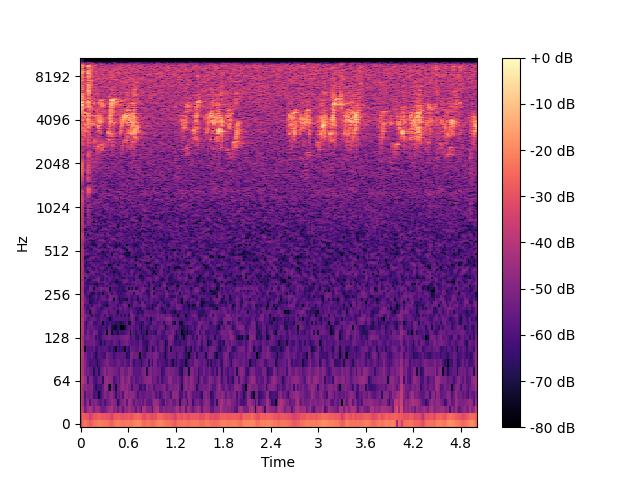 8192
4096
2048
1024
512
256
128
64
0
Hz
0 0.6 1.2 1.8 2.4 3 3.6 4.2 4.8
Time
+0 dB
-10 dB
-20 dB
-30 dB
-40 dB
-50 dB
-60 dB
-70 dB
-80 dB